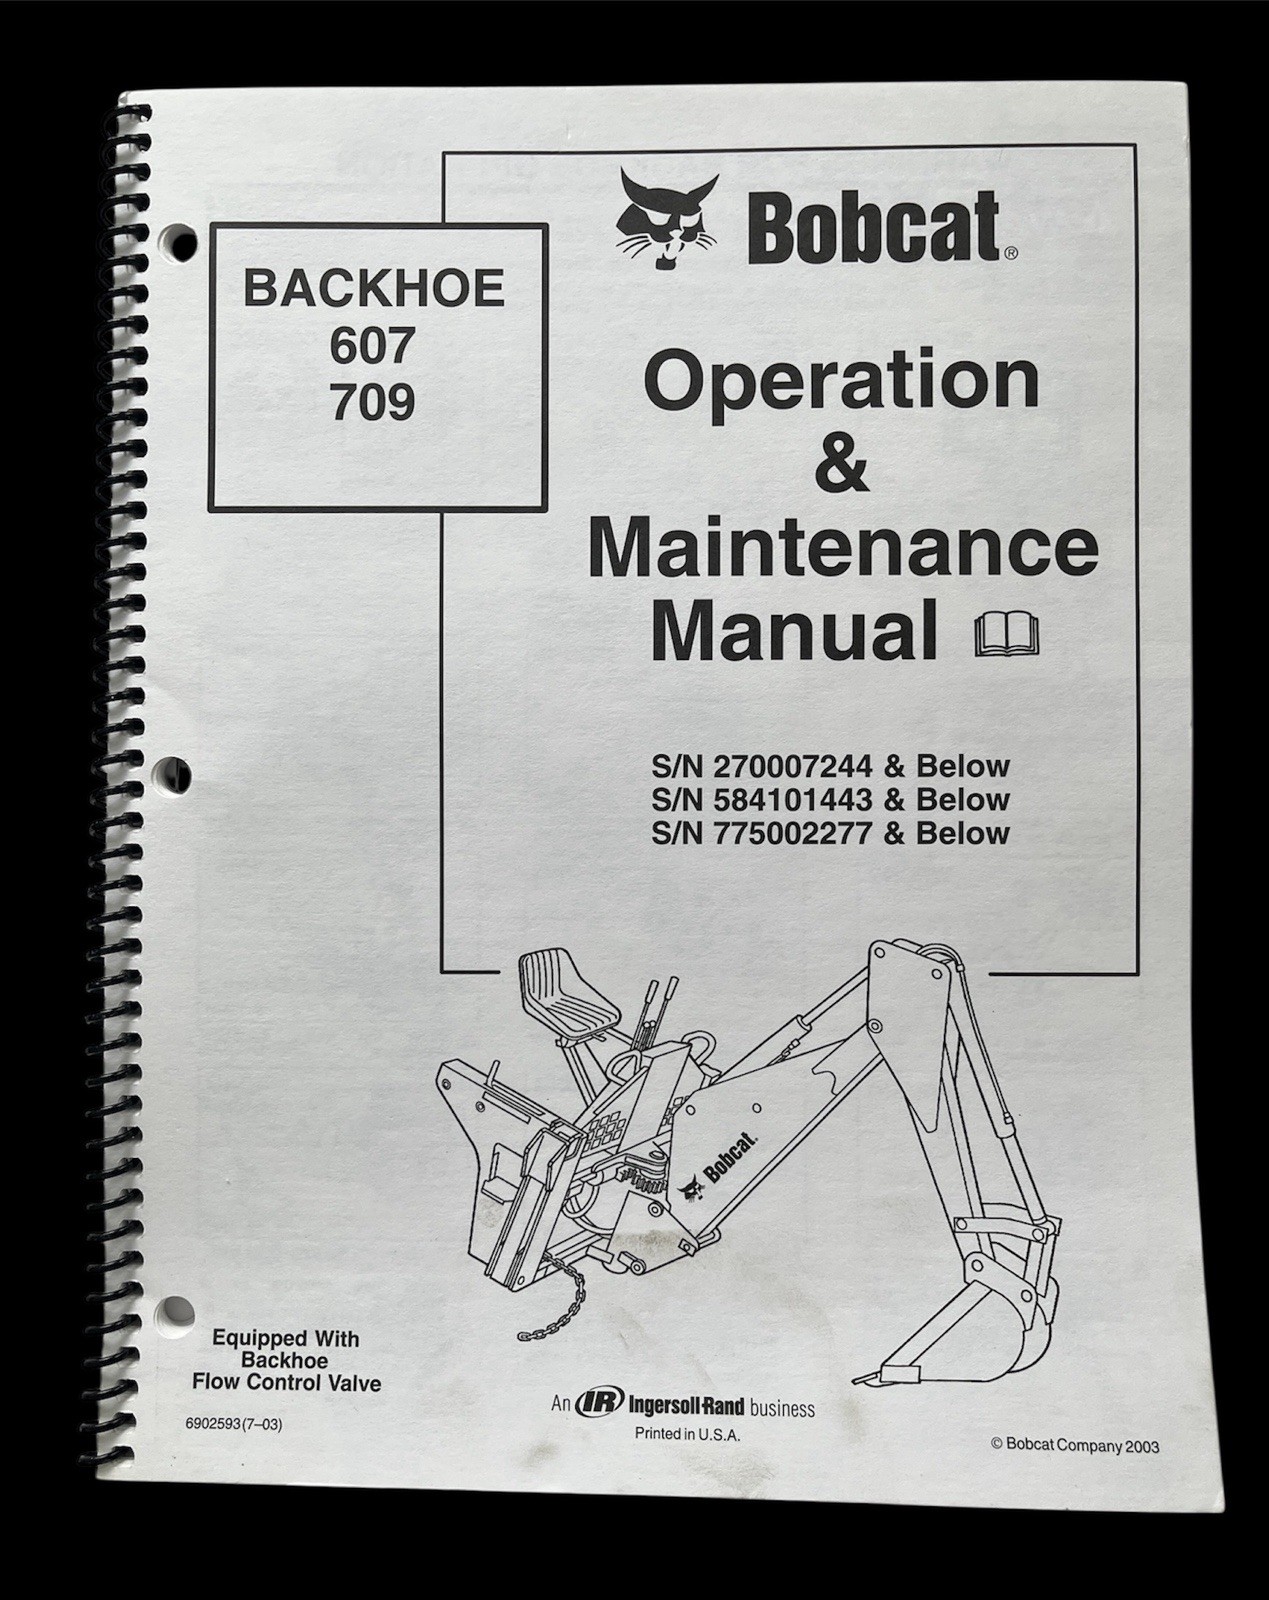 BACKHOE
607
709
Bobcat®
Operation
&
Maintenance
Manual
S/N 270007244 & Below
S/N 584101443 & Below
S/N 775002277 & Below
Bobcat.
Equipped With
Backhoe
Flow Control Valve
6902593 (7–03)
An IR Ingersoll-Rand business
Printed in U.S.A.
© Bobcat Company 2003